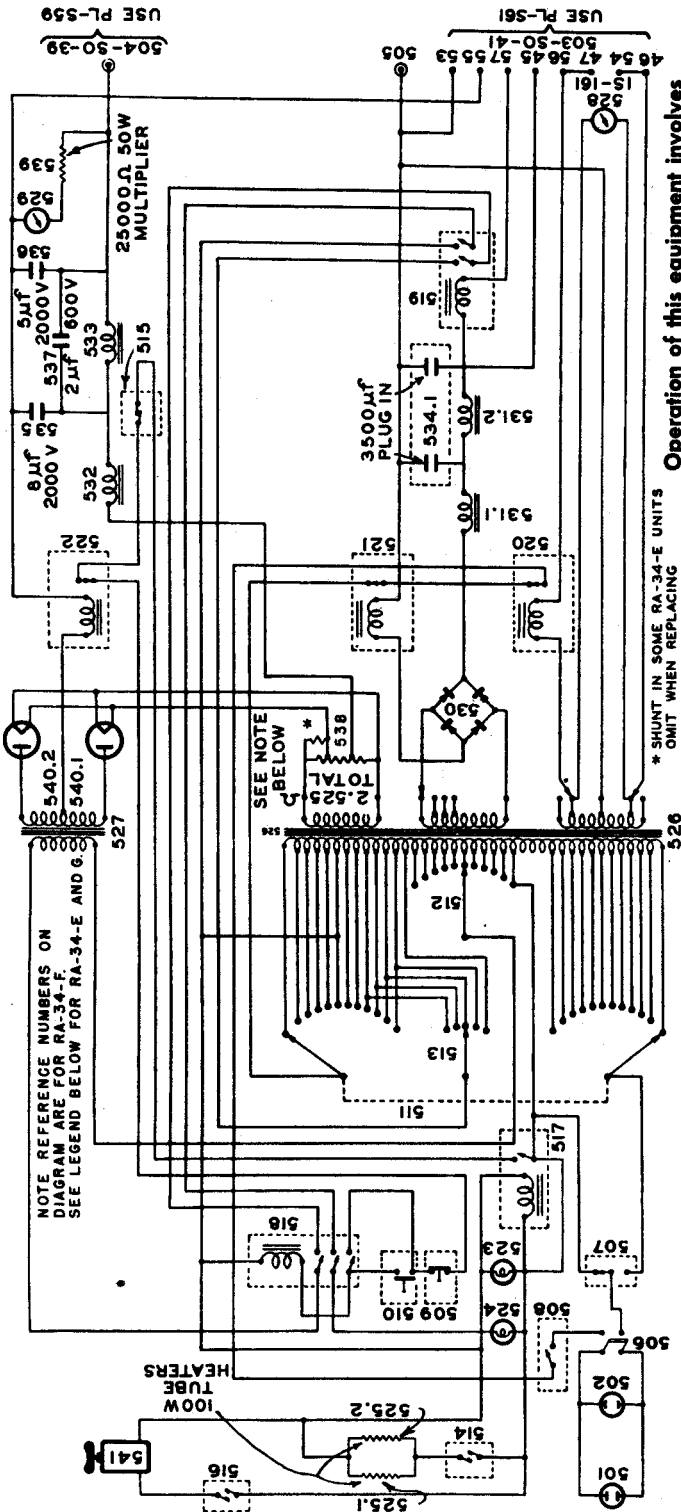 USE PL-S59
504-SO-39
539
529
25000Ω 50W
MULTIPLIER
536
5μf
2000V
537
600V
2μf
533
515
535
8μf
2000V
532
522
540.2
540.1
527
NOTE REFERENCE NUMBERS ON
DIAGRAM ARE FOR RA-34-F.
SEE LEGEND BELOW FOR RA-34-E AND G.
USE PL-S61
503-SO-41
505
53
55
57
45
56
47
54
46
IS-161
528
519
3500μf
PLUG IN
534.1
531.2
531.1
521
520
530
SEE NOTE
BELOW
*
538
2.525 Ω
TOTAL
526
512
513
511
526
* SHUNT IN SOME RA-34-E UNITS
OMIT WHEN REPLACING
Operation of this equipment involves
517
518
523
524
510
509
508
507
506
502
501
100W
TUBE
HEATERS
525.2
525.1
514
516
541